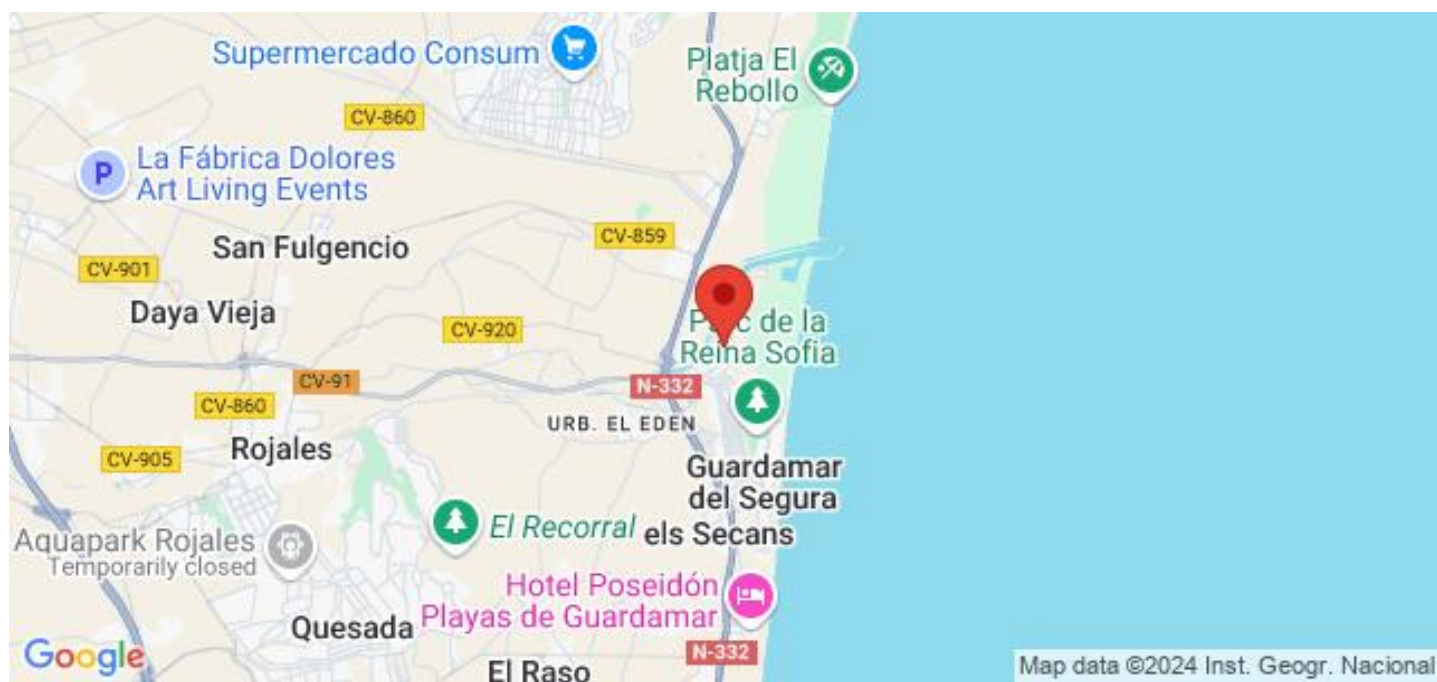 Supermercado Consum
Platja El
Rebollo
CV-860
La Fábrica Dolores
Art Living Events
P
San Fulgencio
CV-859
CV-901
Daya Vieja
CV-920
Parc de la
Reina Sofia
CV-91
N-332
CV-860
URB. EL EDEN
Rojales
CV-905
Guardamar
del Segura
El Recorral
els Secans
Aquapark Rojales
Temporarily closed
Hotel Poseidón
Playas de Guardamar
Quesada
N-332
El Raso
Google
Map data ©2024 Inst. Geogr. Nacional